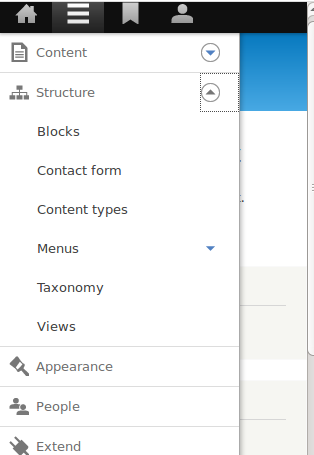 Content
Structure
Blocks
Contact form
Content types
Menus
Taxonomy
Views
Appearance
People
Extend